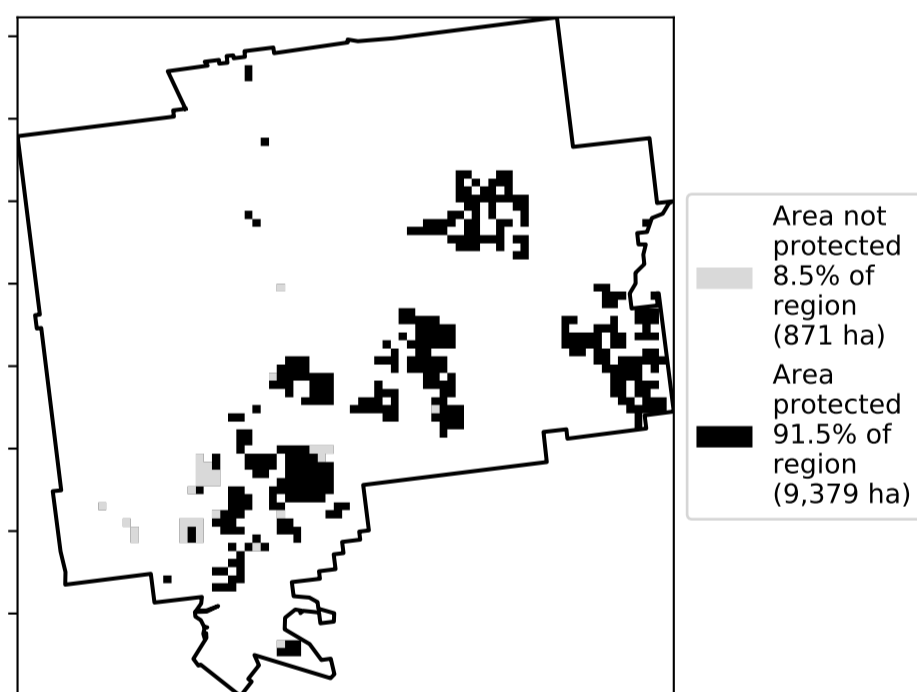 Area not
protected
8.5% of
region
(871 ha)
Area
protected
91.5% of
region
(9,379 ha)